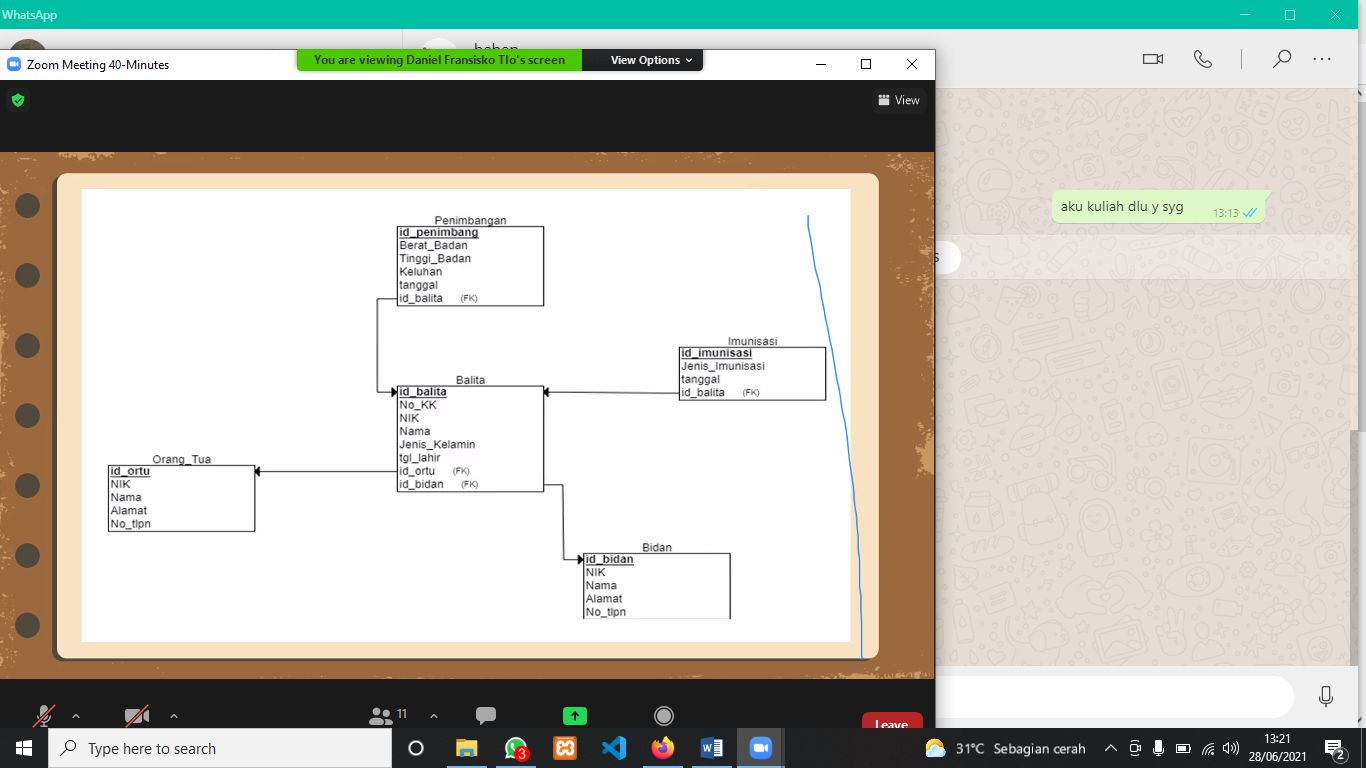 WhatsApp
Zoom Meeting 40-Minutes
You are viewing Daniel Fransisko Tlo's screen
View Options
View
aku kuliah dlu y syg
13:13
Penimbangan
id_penimbang
Berat_Badan
Tinggi_Badan
Keluhan
tanggal
id_balita (FK)
Imunisasi
id_imunisasi
Jenis_Imunisasi
tanggal
id_balita (FK)
Balita
id_balita
No_KK
NIK
Nama
Jenis_Kelamin
tgl_lahir
id_ortu (FK)
id_bidan (FK)
Orang_Tua
id_ortu
NIK
Nama
Alamat
No_tlpn
Bidan
id_bidan
NIK
Nama
Alamat
No_tlpn
11
Leave
Type here to search
3
31°C Sebagian cerah
13:21
28/06/2021
2